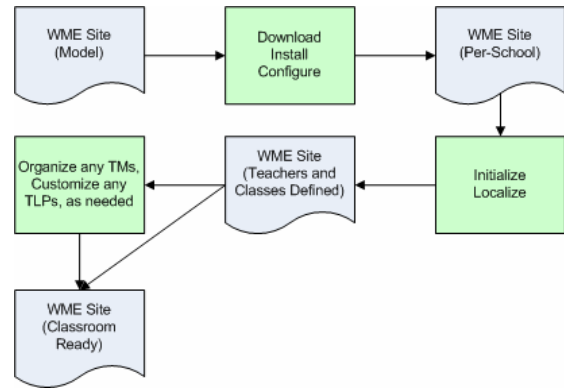 WME Site
(Model)
Download
Install
Configure
WME Site
(Per-School)
Organize any TMs,
Customize any
TLPs, as needed
WME Site
(Teachers and
Classes Defined)
Initialize
Localize
WME Site
(Classroom
Ready)